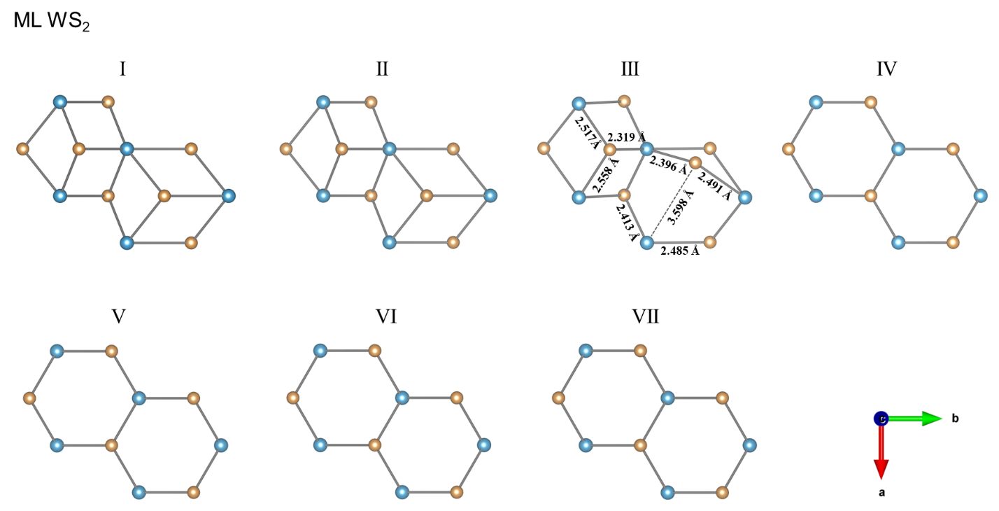 ML WS₂
I II III IV
2.517Å
2.319 Å
2.558 Å
2.396 Å
2.491 Å
3.598 Å
2.413 Å
2.485 Å
V VI VII
c b
a